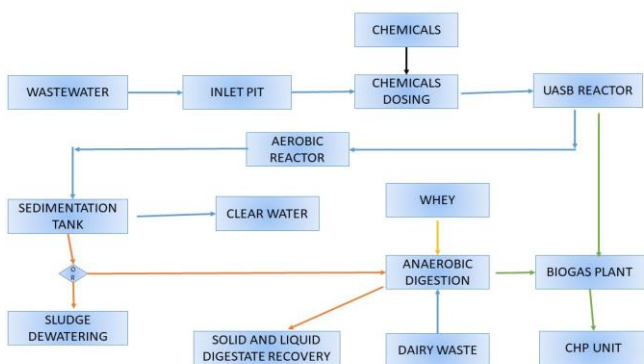 CHEMICALS
WASTEWATER
INLET PIT
CHEMICALS
DOSING
UASB REACTOR
AEROBIC
REACTOR
SEDIMENTATION
TANK
CLEAR WATER
WHEY
O
R
ANAEROBIC
DIGESTION
BIOGAS PLANT
SLUDGE
DEWATERING
SOLID AND LIQUID
DIGESTATE RECOVERY
DAIRY WASTE
CHP UNIT